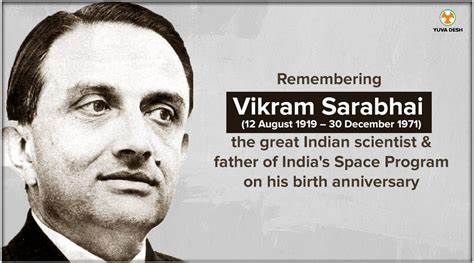 YUVA DESH
Remembering
Vikram Sarabhai
(12 August 1919 – 30 December 1971)
the great Indian scientist &
father of India's Space Program
on his birth anniversary